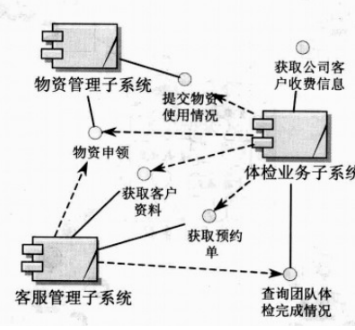 获取公司客
户收费信息
物资管理子系统
提交物资
使用情况
物资申领
体检业务子系统
获取客户
资料
获取预约
单
客服管理子系统
查询团队体
检完成情况